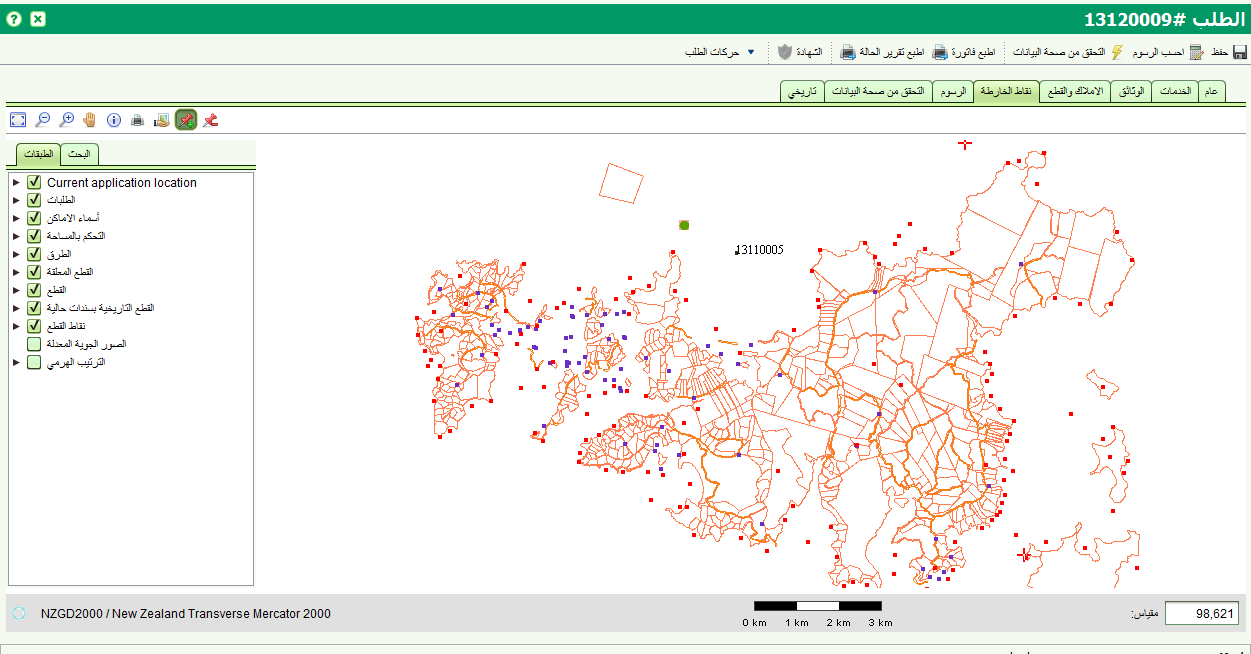 الطلب #13120009
حفظ احسب الرسوم التحقق من صحة البيانات اطبع فاتورة اطبع تقرير الحالة الشهادة حركات الطلب
عام الخدمات الوثائق الاملاك والقطع نقاط الخارطة الرسوم التحقق من صحة البيانات تاريخي
البحث الطبقات
Current application location
الطلبات
أسماء الاماكن
التحكم بالمساحة
الطرق
القطع المعلقة
القطع
القطع التاريخية بسندات حالية
نقاط القطع
الصور الجوية المعدلة
الترتيب الهرمي
13110005
NZGD2000 / New Zealand Transverse Mercator 2000
0 km 1 km 2 km 3 km
مقياس: 98,621